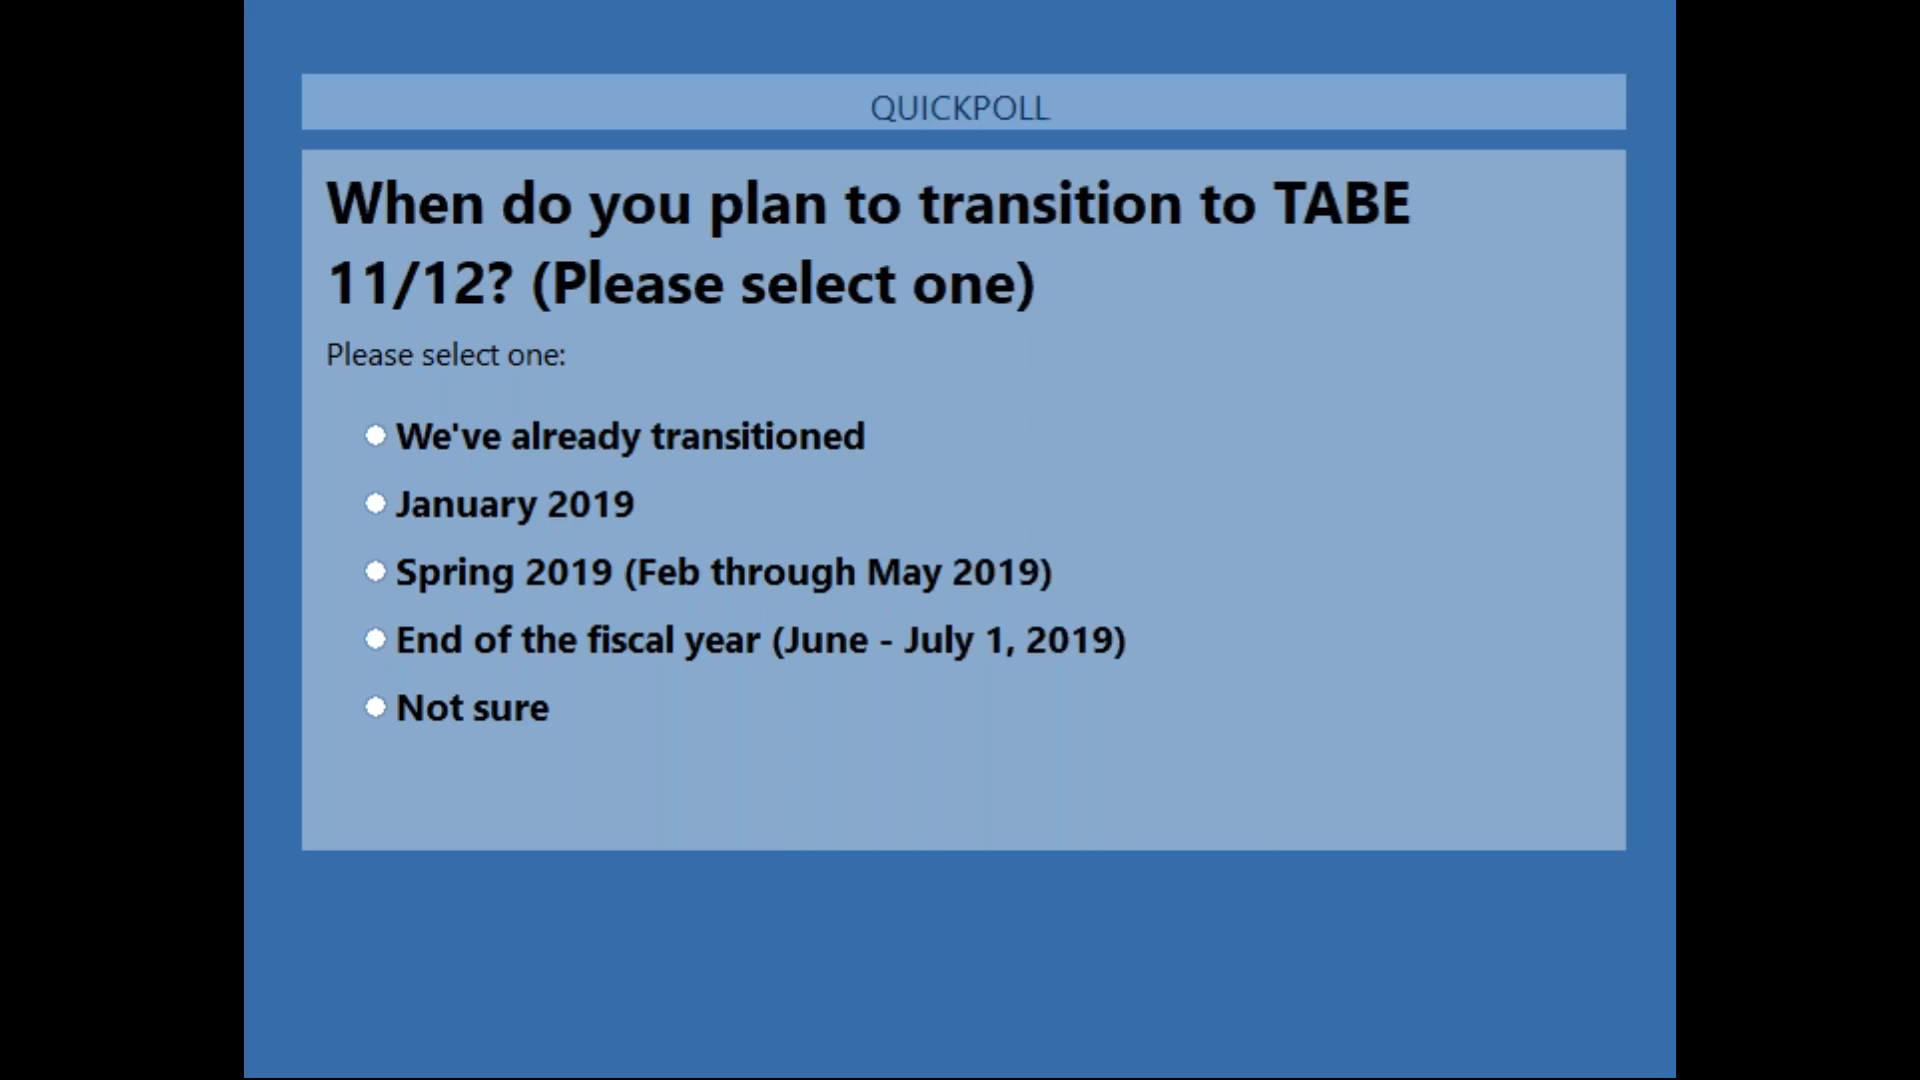 QUICKPOLL
When do you plan to transition to TABE
11/12? (Please select one)
Please select one:
We've already transitioned
January 2019
Spring 2019 (Feb through May 2019)
End of the fiscal year (June - July 1, 2019)
Not sure